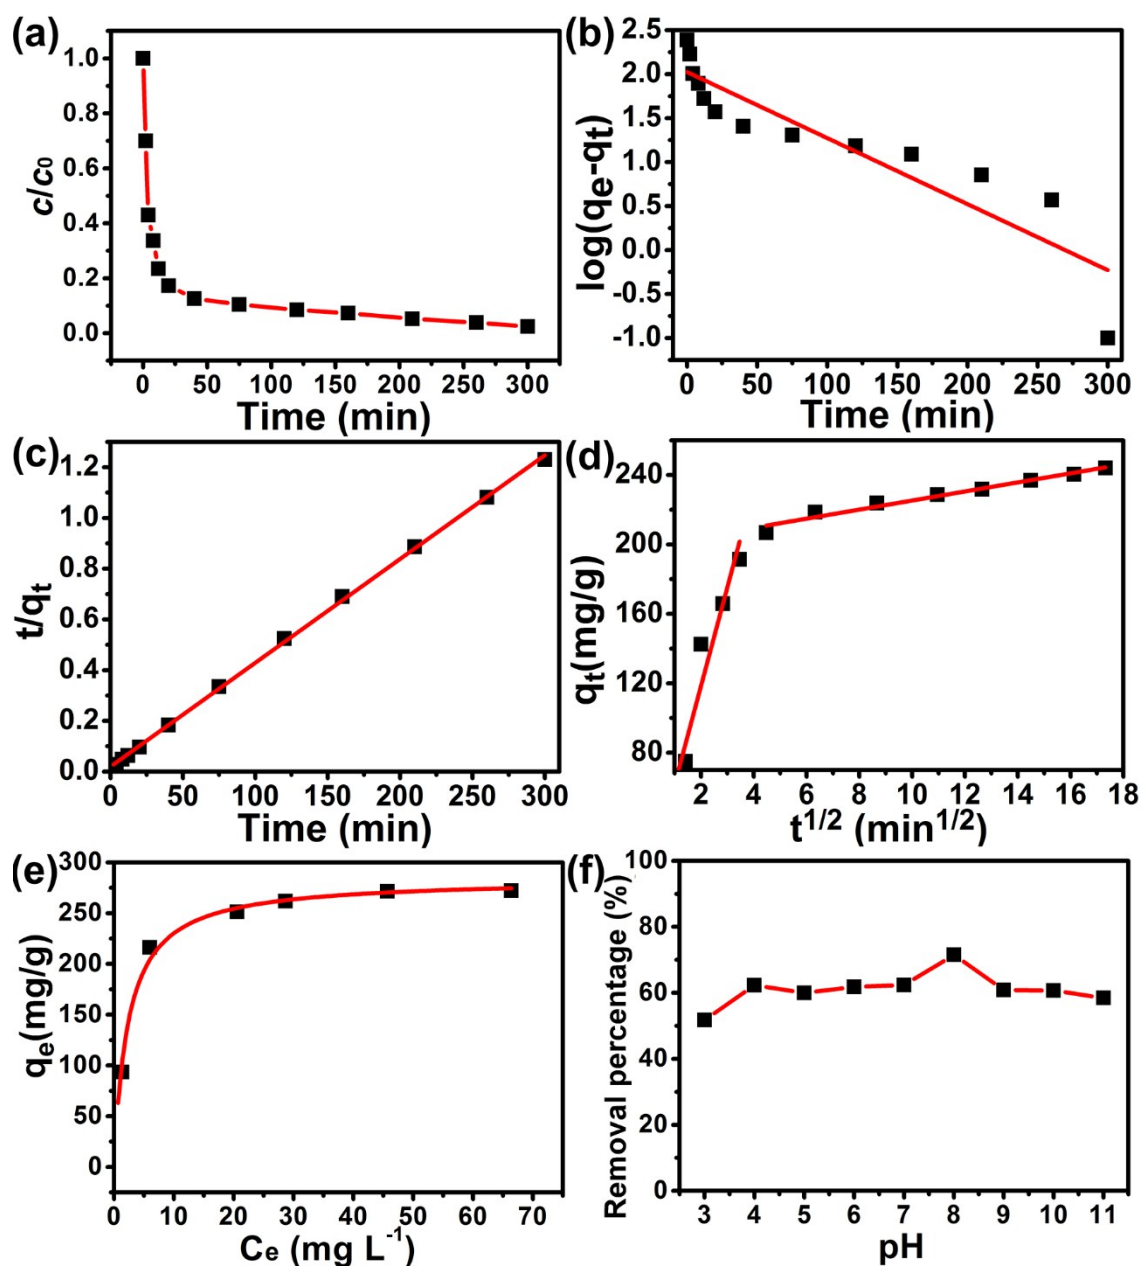 (a)
1.0
0.8
0.6
0.4
0.2
0.0
c/c₀
0 50 100 150 200 250 300
Time (min)
(b)
2.5
2.0
1.5
1.0
0.5
0.0
-0.5
-1.0
log(qe-qt)
0 50 100 150 200 250 300
Time (min)
(c)
1.2
1.0
0.8
0.6
0.4
0.2
0.0
t/qt
0 50 100 150 200 250 300
Time (min)
(d)
240
200
160
120
80
qt(mg/g)
2 4 6 8 10 12 14 16 18
t^1/2 (min^1/2)
(e)
300
250
200
150
100
50
0
qe(mg/g)
0 10 20 30 40 50 60 70
Ce (mg L^-1)
(f)
100
80
60
40
20
0
Removal percentage (%)
3 4 5 6 7 8 9 10 11
pH